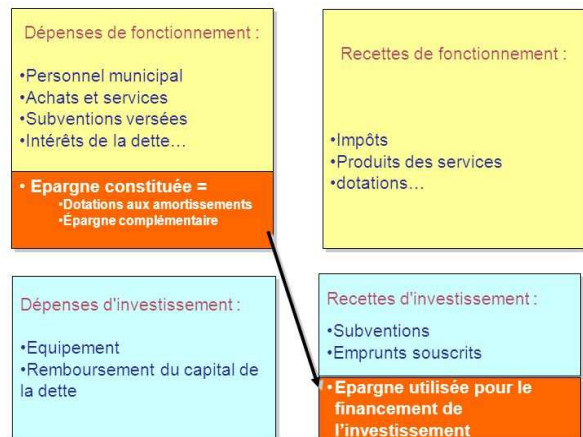 Dépenses de fonctionnement :
•Personnel municipal
•Achats et services
•Subventions versées
•Intérêts de la dette…
• Epargne constituée =
•Dotations aux amortissements
•Épargne complémentaire
Recettes de fonctionnement :
•Impôts
•Produits des services
•dotations…
Dépenses d'investissement :
•Equipement
•Remboursement du capital de
la dette
Recettes d'investissement :
•Subventions
•Emprunts souscrits
•Epargne utilisée pour le
financement de
l'investissement